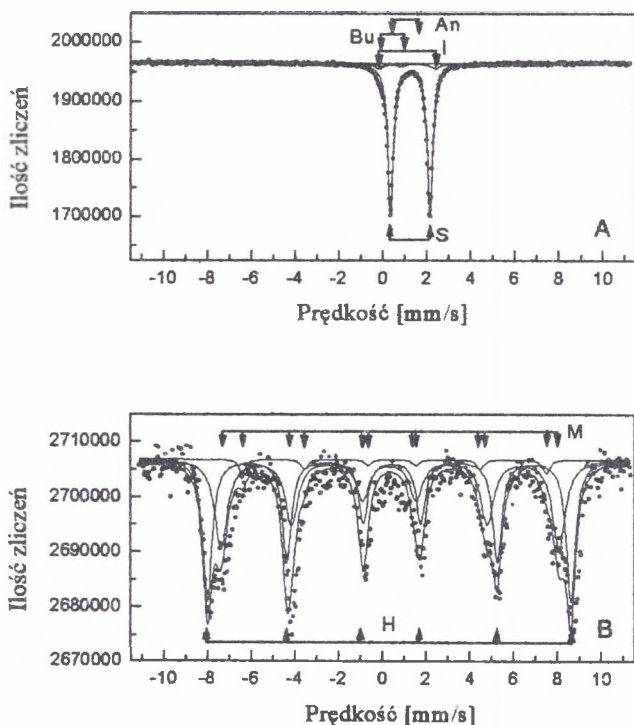 An
Bu
I
2000000
1900000
1800000
1700000
Ilość zliczeń
S
A
-10 -8 -6 -4 -2 0 2 4 6 8 10
Prędkość [mm/s]
M
2710000
2700000
2690000
2680000
2670000
Ilość zliczeń
H
B
-10 -8 -6 -4 -2 0 2 4 6 8 10
Prędkość [mm/s]